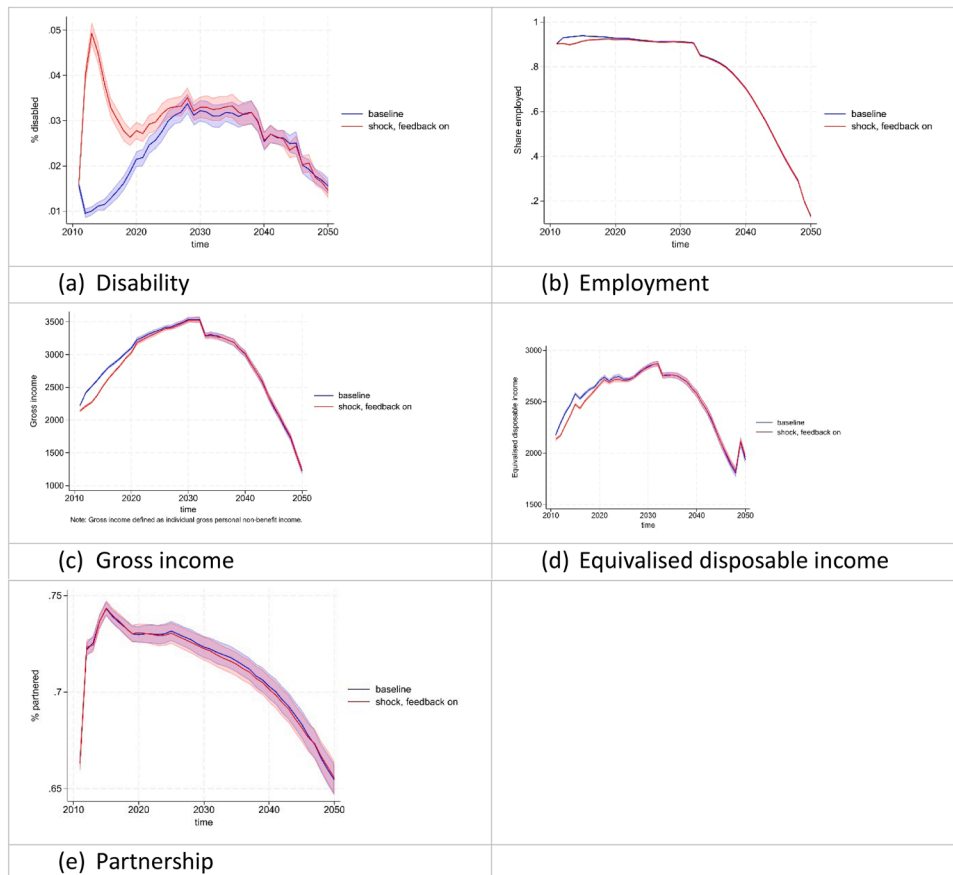 .05
.04
.03
.02
.01
% disabled
2010 2020 2030 2040 2050
time
baseline
shock, feedback on
(a) Disability
1
.8
.6
.4
.2
Share employed
2010 2020 2030 2040 2050
time
baseline
shock, feedback on
(b) Employment
3500
3000
2500
2000
1500
1000
Gross income
2010 2020 2030 2040 2050
time
Note: Gross income defined as individual gross personal non-benefit income.
baseline
shock, feedback on
(c) Gross income
3000
2500
2000
1500
Equivalised disposable income
2010 2020 2030 2040 2050
time
baseline
shock, feedback on
(d) Equivalised disposable income
.75
.7
.65
% partnered
2010 2020 2030 2040 2050
time
baseline
shock, feedback on
(e) Partnership